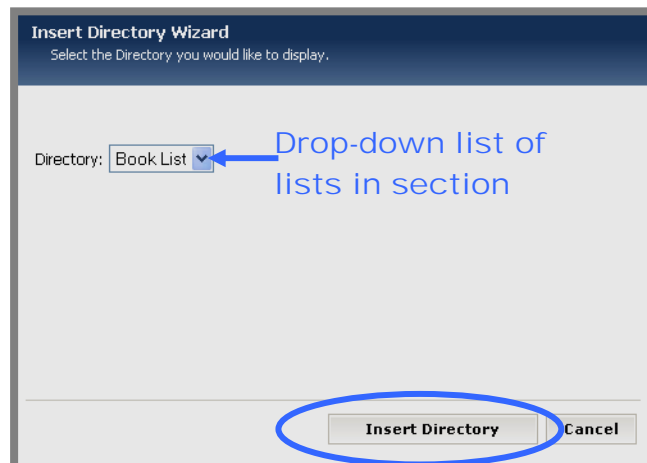 Insert Directory Wizard
Select the Directory you would like to display.
Directory: Book List
Drop-down list of
lists in section
Insert Directory
Cancel